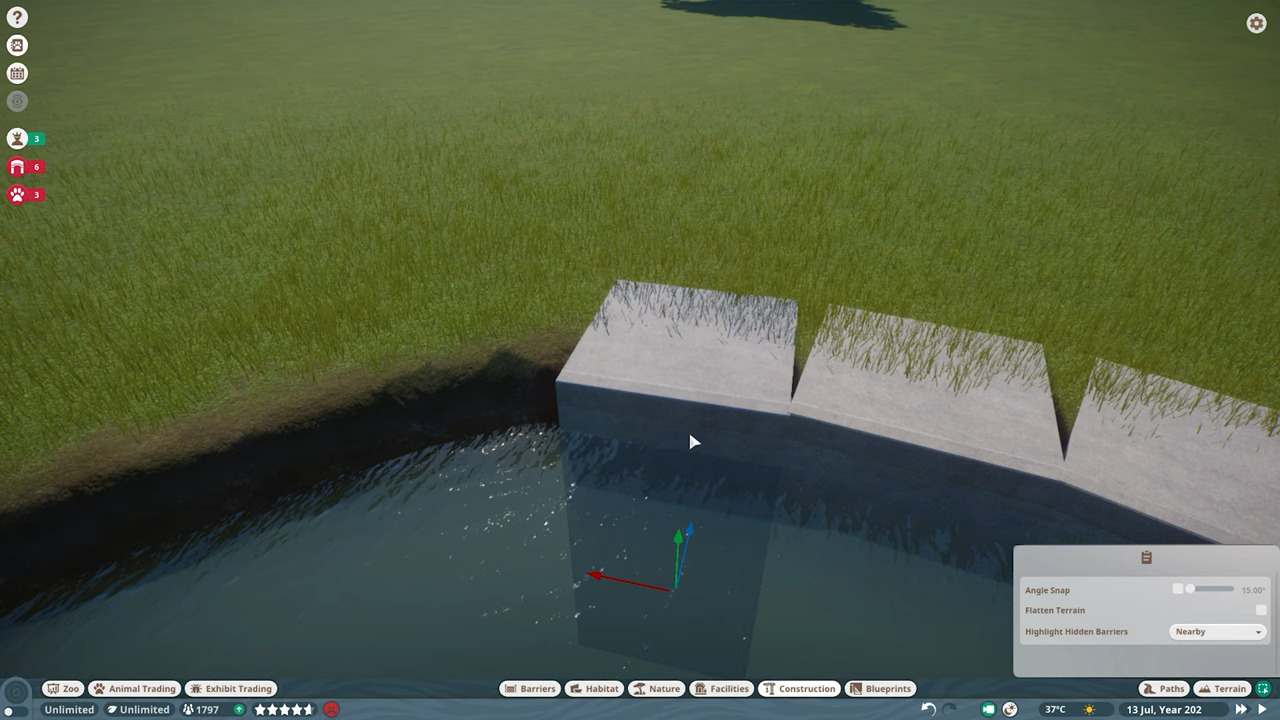 ?
3
6
3
Angle Snap 15.00°
Flatten Terrain
Highlight Hidden Barriers Nearby
Zoo Animal Trading Exhibit Trading Barriers Habitat Nature Facilities Construction Blueprints Paths Terrain
Unlimited Unlimited 1797 37°C 13 Jul, Year 202